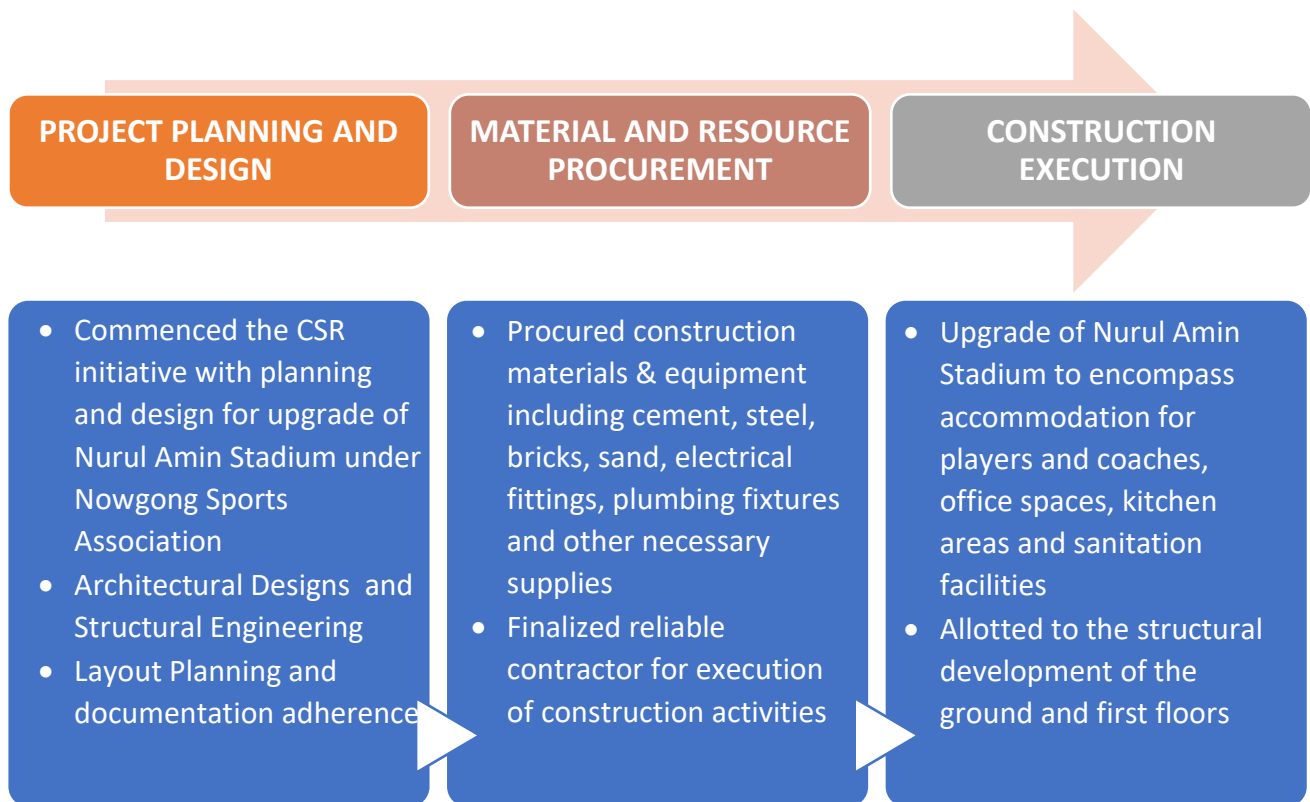 PROJECT PLANNING AND
DESIGN
MATERIAL AND RESOURCE
PROCUREMENT
CONSTRUCTION
EXECUTION
• Commenced the CSR
initiative with planning
and design for upgrade of
Nurul Amin Stadium under
Nowgong Sports
Association
• Architectural Designs and
Structural Engineering
• Layout Planning and
documentation adherence
• Procured construction
materials & equipment
including cement, steel,
bricks, sand, electrical
fittings, plumbing fixtures
and other necessary
supplies
• Finalized reliable
contractor for execution
of construction activities
• Upgrade of Nurul Amin
Stadium to encompass
accommodation for
players and coaches,
office spaces, kitchen
areas and sanitation
facilities
• Allotted to the structural
development of the
ground and first floors